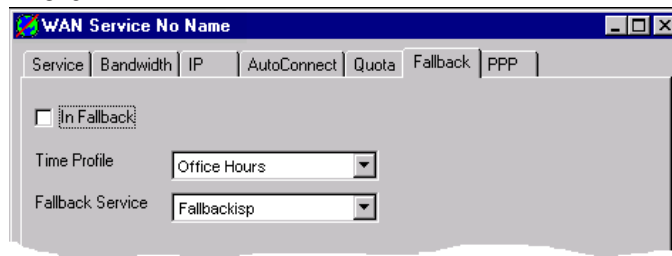 WAN Service No Name
Service Bandwidth IP AutoConnect Quota Fallback PPP
In Fallback
Time Profile Office Hours
Fallback Service Fallbackisp